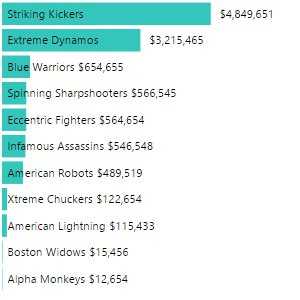 Striking Kickers $4,849,651
Extreme Dynamos $3,215,465
Blue Warriors $654,655
Spinning Sharpshooters $566,545
Eccentric Fighters $564,654
Infamous Assassins $546,548
American Robots $489,519
Xtreme Chuckers $122,654
American Lightning $115,433
Boston Widows $15,456
Alpha Monkeys $12,654